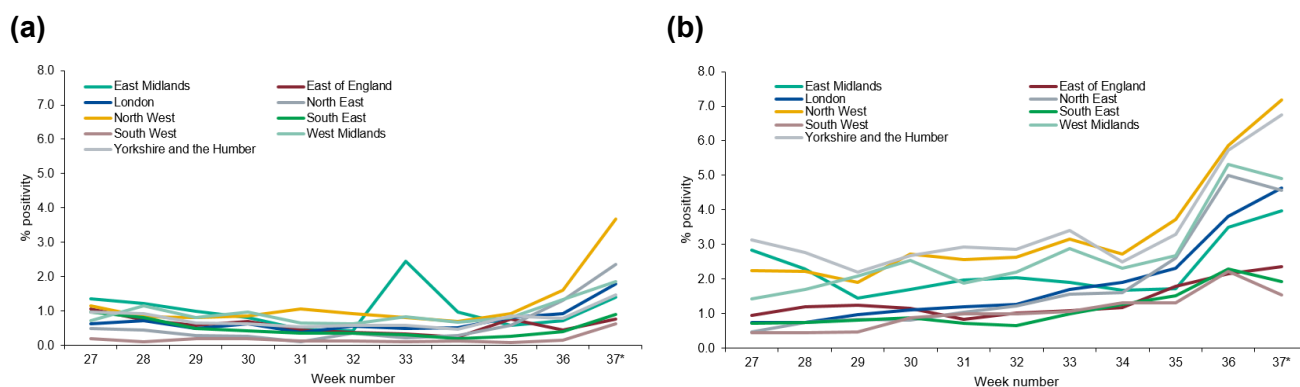 (a)
% positivity
8.0
7.0
6.0
5.0
4.0
3.0
2.0
1.0
0.0
East Midlands
East of England
London
North East
North West
South East
South West
West Midlands
Yorkshire and the Humber
27 28 29 30 31 32 33 34 35 36 37*
Week number
(b)
% positivity
8.0
7.0
6.0
5.0
4.0
3.0
2.0
1.0
0.0
East Midlands
East of England
London
North East
North West
South East
South West
West Midlands
Yorkshire and the Humber
27 28 29 30 31 32 33 34 35 36 37*
Week number